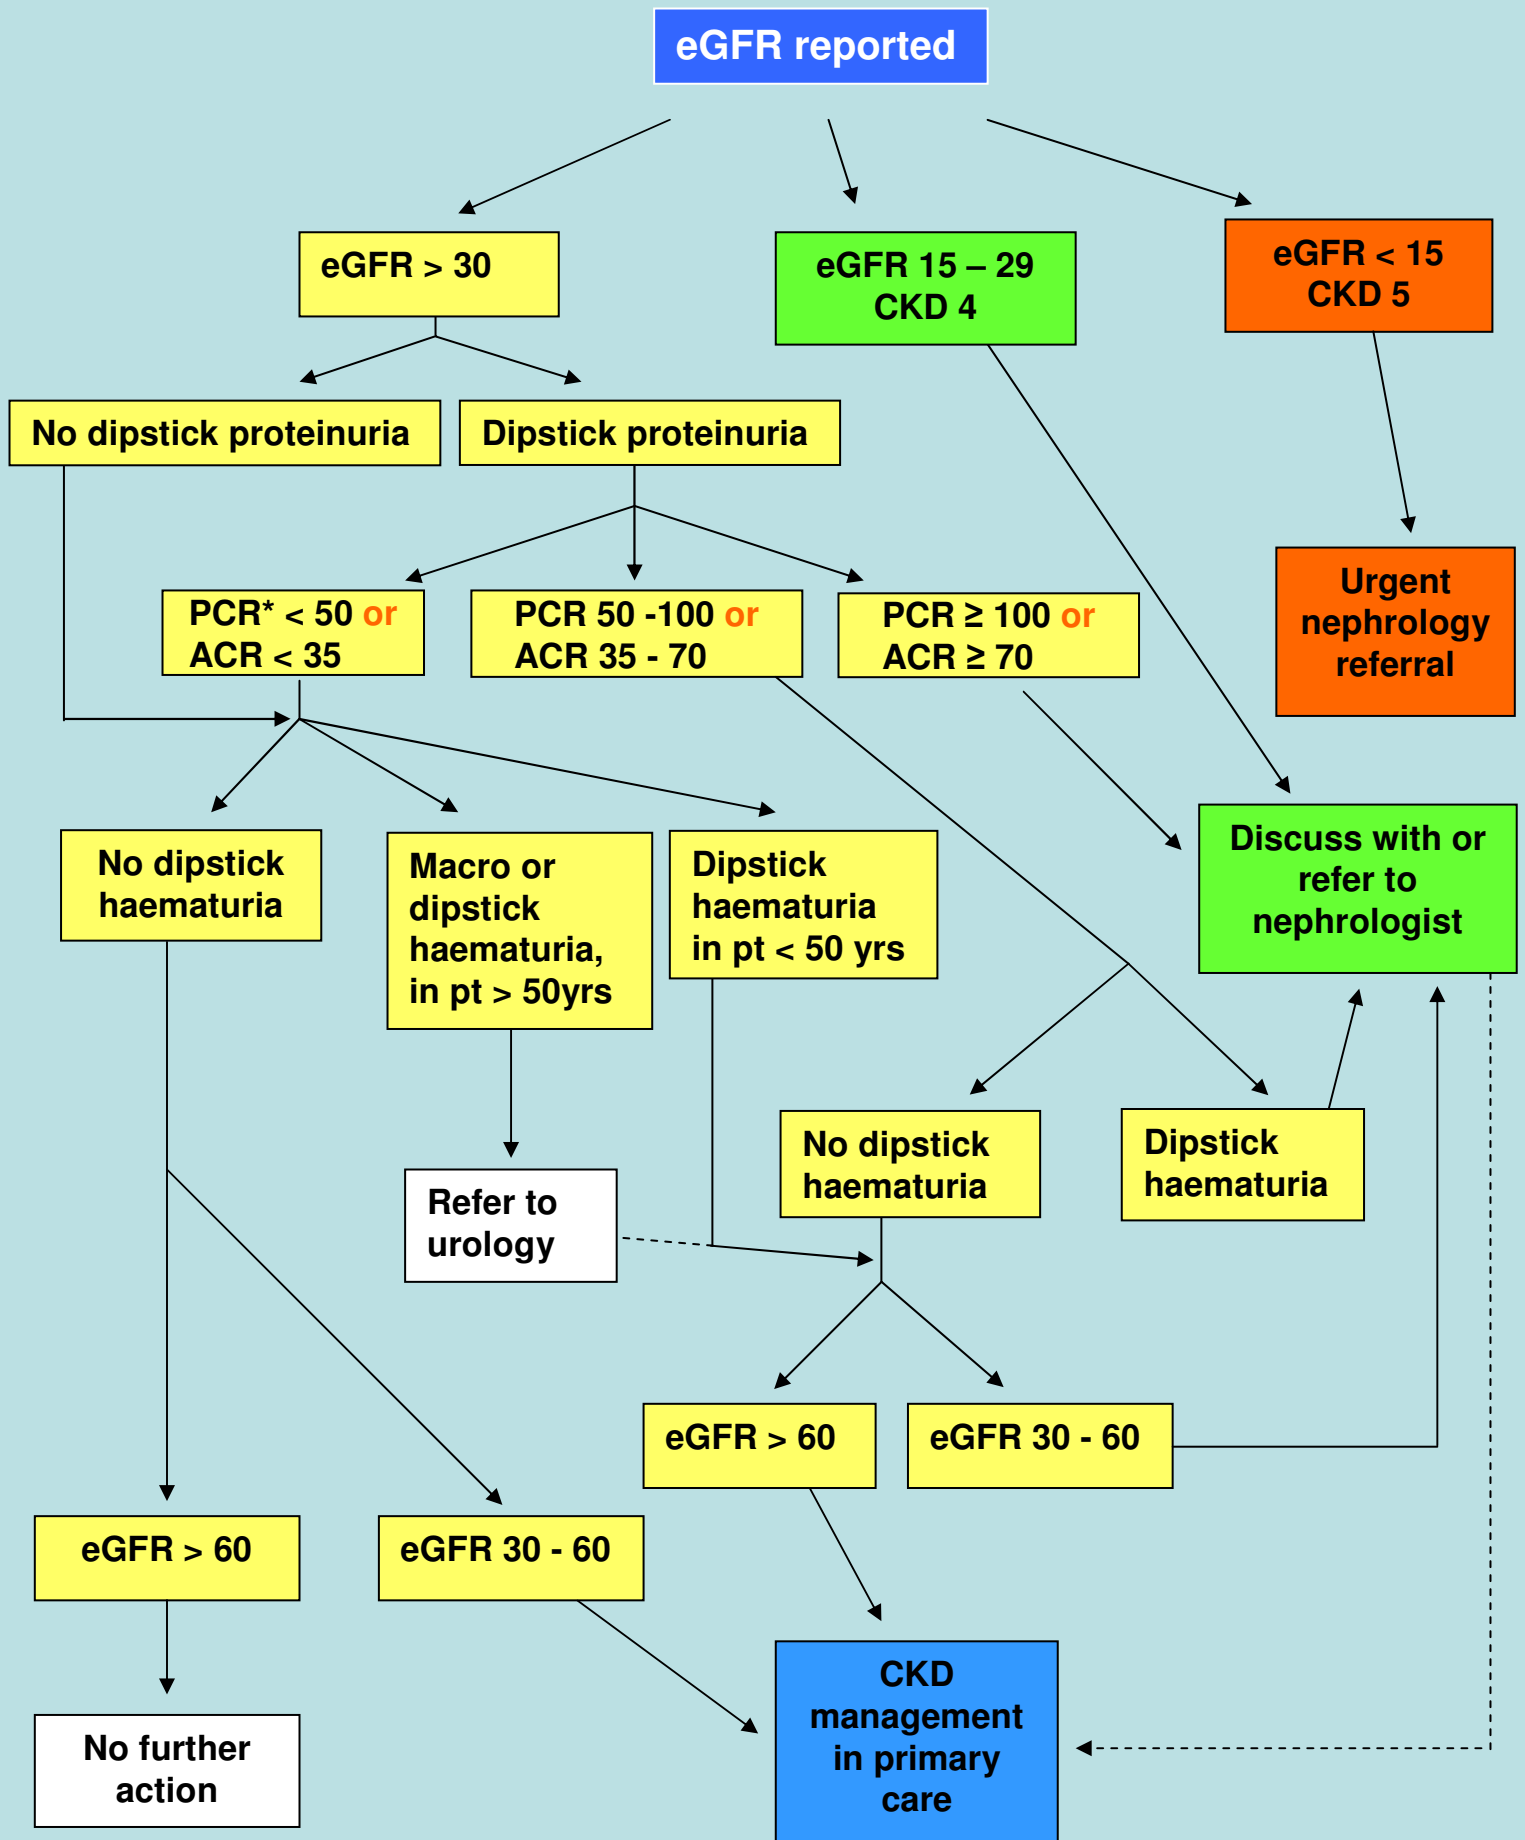 eGFR reported
eGFR > 30
eGFR 15 – 29
CKD 4
eGFR < 15
CKD 5
No dipstick proteinuria
Dipstick proteinuria
Urgent
nephrology
referral
PCR* < 50 or
ACR < 35
PCR 50 -100 or
ACR 35 - 70
PCR ≥ 100 or
ACR ≥ 70
Discuss with or
refer to
nephrologist
No dipstick
haematuria
Macro or
dipstick
haematuria,
in pt > 50yrs
Dipstick
haematuria
in pt < 50 yrs
No dipstick
haematuria
Dipstick
haematuria
Refer to
urology
eGFR > 60
eGFR 30 - 60
eGFR > 60
eGFR 30 - 60
No further
action
CKD
management
in primary
care